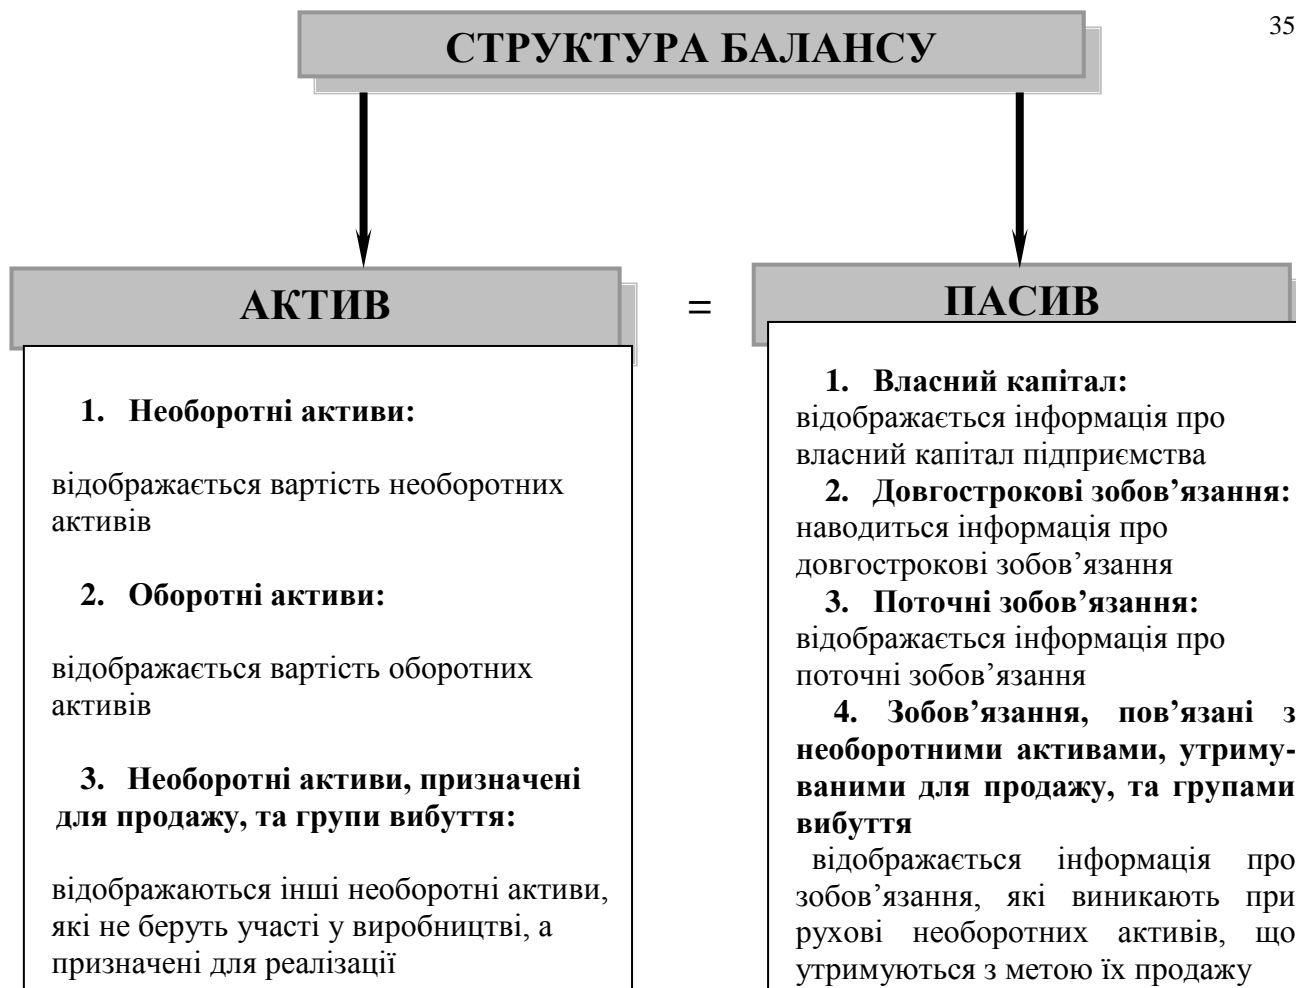 35
СТРУКТУРА БАЛАНСУ
АКТИВ
=
ПАСИВ
1. Необоротні активи:
відображається вартість необоротних
активів
2. Оборотні активи:
відображається вартість оборотних
активів
3. Необоротні активи, призначені
для продажу, та групи вибуття:
відображаються інші необоротні активи,
які не беруть участі у виробництві, а
призначені для реалізації
1. Власний капітал:
відображається інформація про
власний капітал підприємства
2. Довгострокові зобов’язання:
наводиться інформація про
довгострокові зобов’язання
3. Поточні зобов’язання:
відображається інформація про
поточні зобов’язання
4. Зобов’язання, пов’язані з
необоротними активами, утриму-
ваними для продажу, та групами
вибуття
відображається інформація про
зобов’язання, які виникають при
рухові необоротних активів, що
утримуються з метою їх продажу